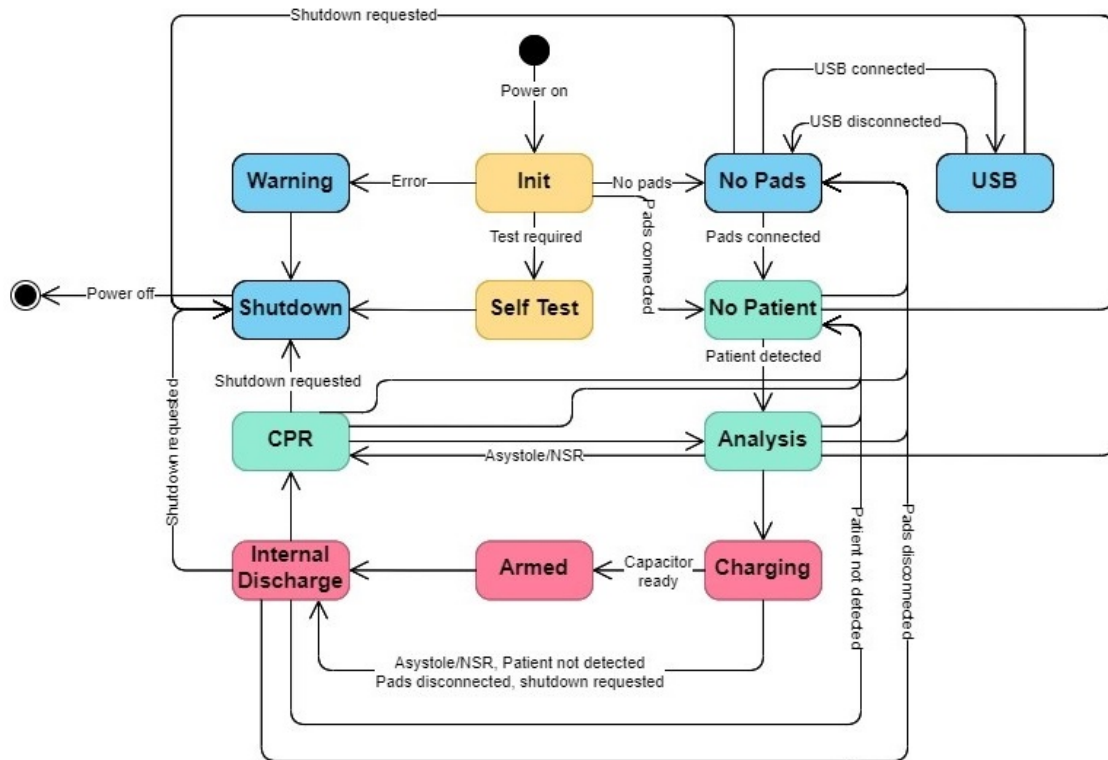 Shutdown requested
Power on
USB connected
USB disconnected
Warning
Error
Init
No pads
No Pads
USB
Pads connected
Test required
Pads connected
Power off
Shutdown
Self Test
No Patient
Patient detected
Shutdown requested
Shutdown requested
CPR
Asystole/NSR
Analysis
Patient not detected
Pads disconnected
Internal
Discharge
Armed
Capacitor
ready
Charging
Asystole/NSR, Patient not detected
Pads disconnected, shutdown requested